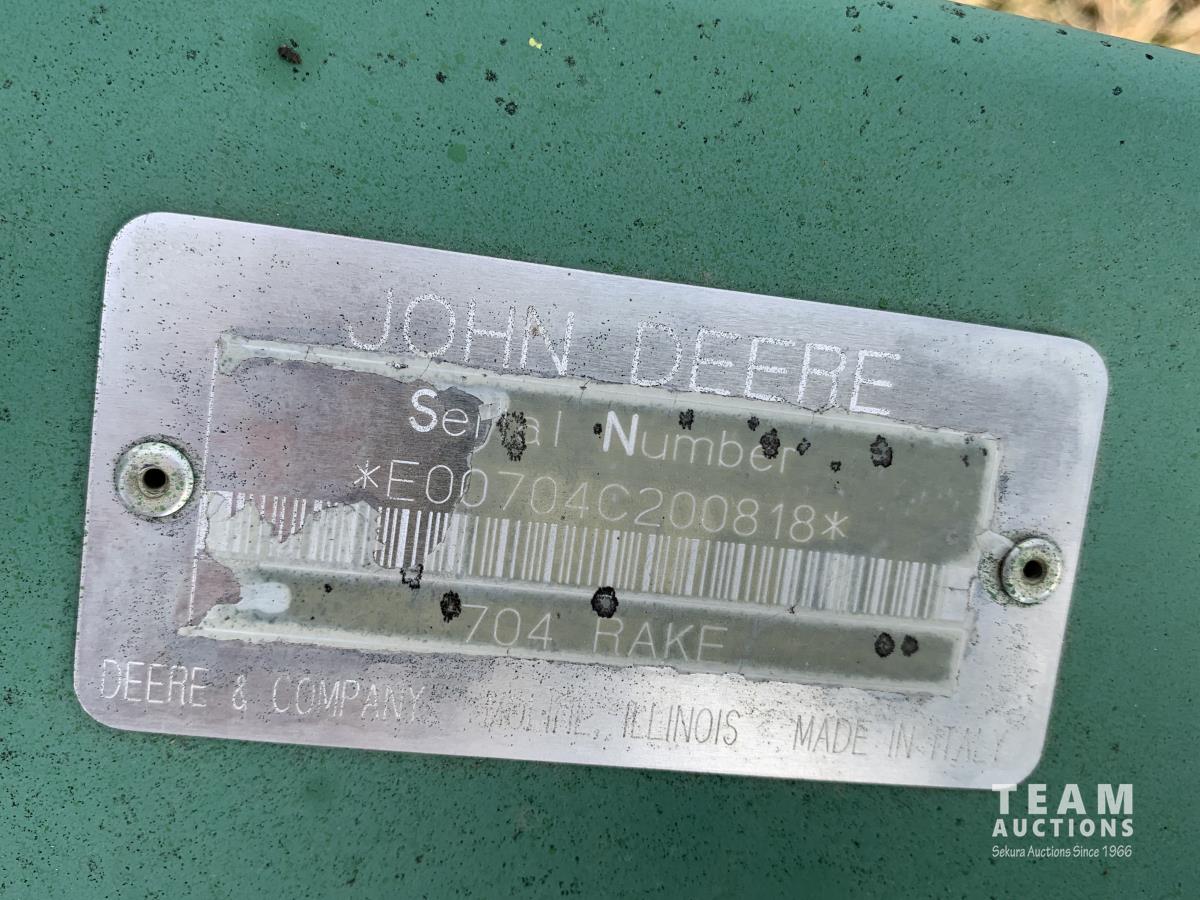 JOHN DEERE
Serial Number
*E00704C200818*
704 RAKE
DEERE & COMPANY MOLINE, ILLINOIS MADE IN ITALY
TEAM
AUCTIONS
Sekura Auctions Since 1966